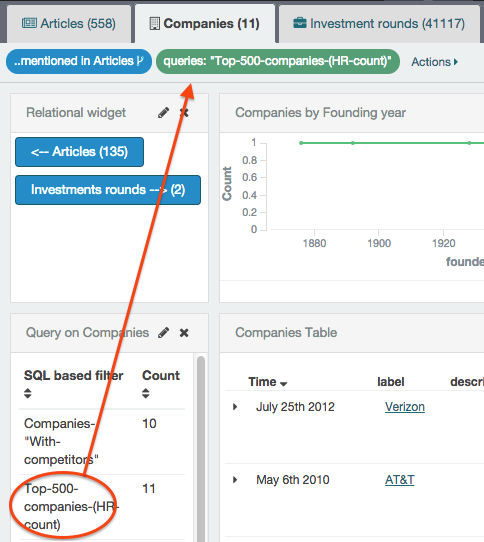 Articles (558)
Companies (11)
Investment rounds (41117)
..mentioned in Articles
queries: "Top-500-companies-(HR-count)"
Actions
Relational widget
<-- Articles (135)
Investments rounds --> (2)
Companies by Founding year
Count
1
0.8
0.6
0.4
0.2
0
1880
1900
1920
founde
Query on Companies
SQL based filter
Count
Companies-
"With-
competitors"
10
Top-500-
companies-(HR-
count)
11
Companies Table
Time
label
descri
July 25th 2012
Verizon
May 6th 2010
AT&T